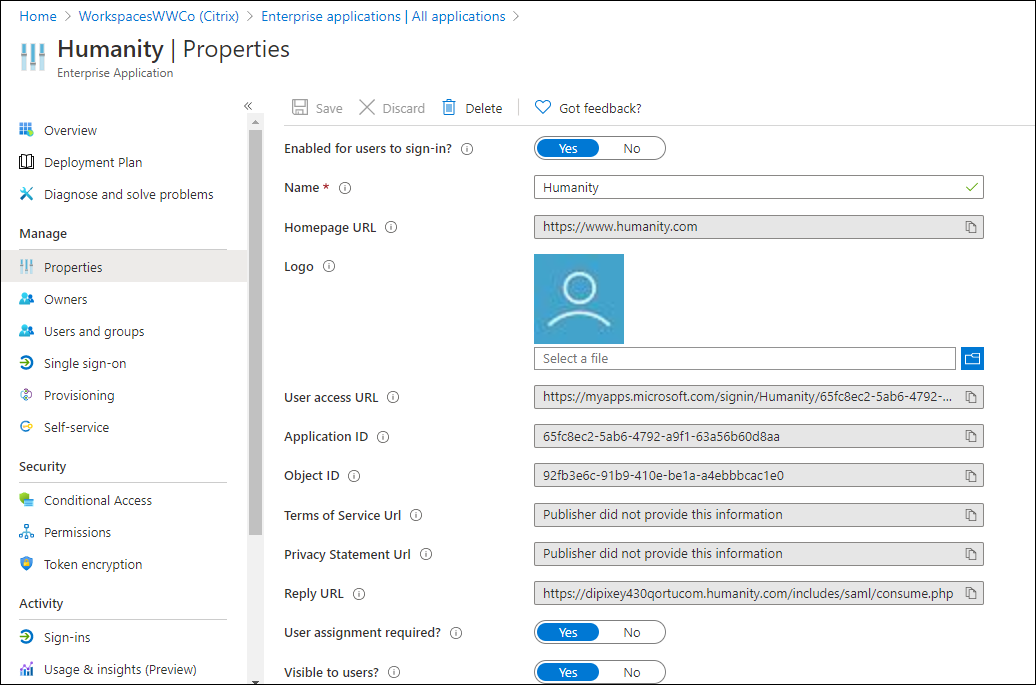 Home > WorkspacesWWCo (Citrix) > Enterprise applications | All applications >
Humanity | Properties
Enterprise Application
«
Overview
Deployment Plan
Diagnose and solve problems
Manage
Properties
Owners
Users and groups
Single sign-on
Provisioning
Self-service
Security
Conditional Access
Permissions
Token encryption
Activity
Sign-ins
Usage & insights (Preview)
Save Discard Delete Got feedback?
Enabled for users to sign-in? Yes No
Name * Humanity
Homepage URL https://www.humanity.com
Logo
Select a file
User access URL https://myapps.microsoft.com/signin/Humanity/65fc8ec2-5ab6-4792-...
Application ID 65fc8ec2-5ab6-4792-a9f1-63a56b60d8aa
Object ID 92fb3e6c-91b9-410e-be1a-a4ebbbcac1e0
Terms of Service Url Publisher did not provide this information
Privacy Statement Url Publisher did not provide this information
Reply URL https://dipixey430qortucom.humanity.com/includes/saml/consume.php
User assignment required? Yes No
Visible to users? Yes No